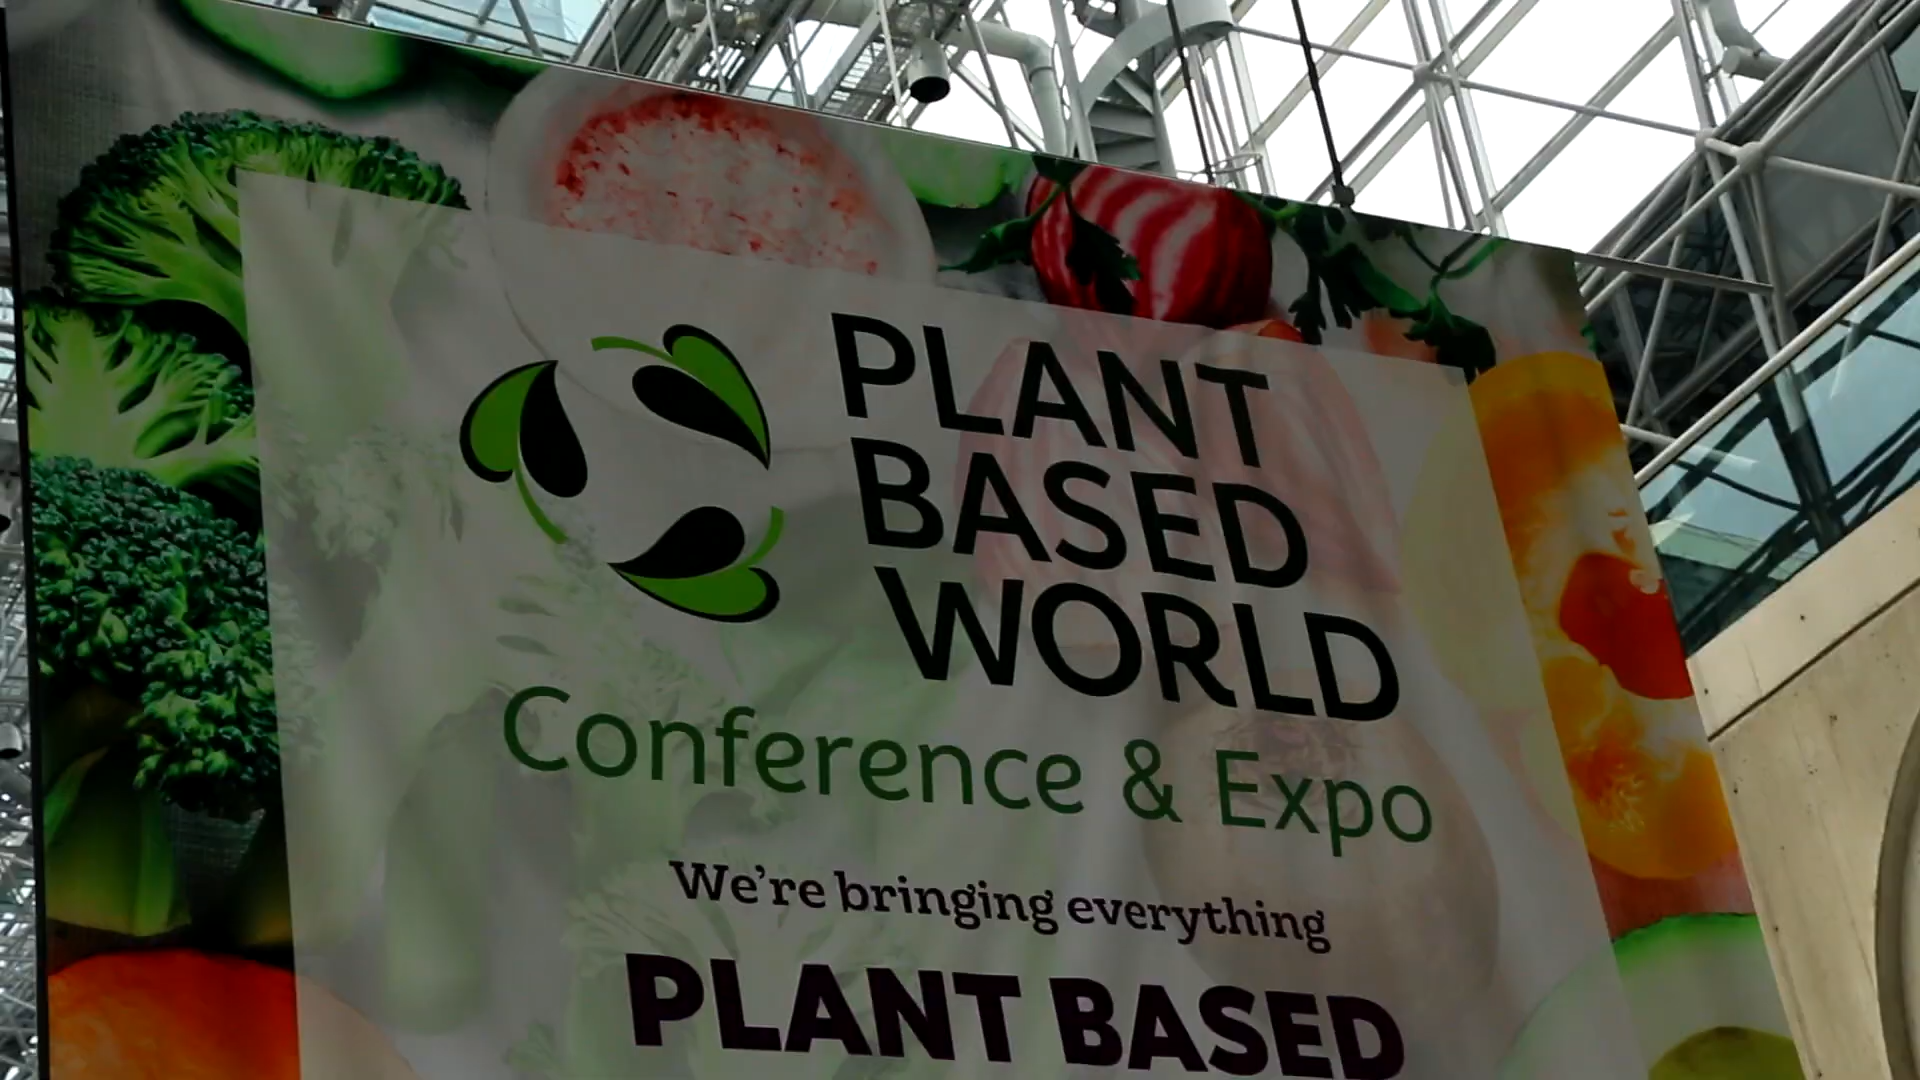 PLANT
BASED
WORLD
Conference & Expo
We're bringing everything
PLANT BASED